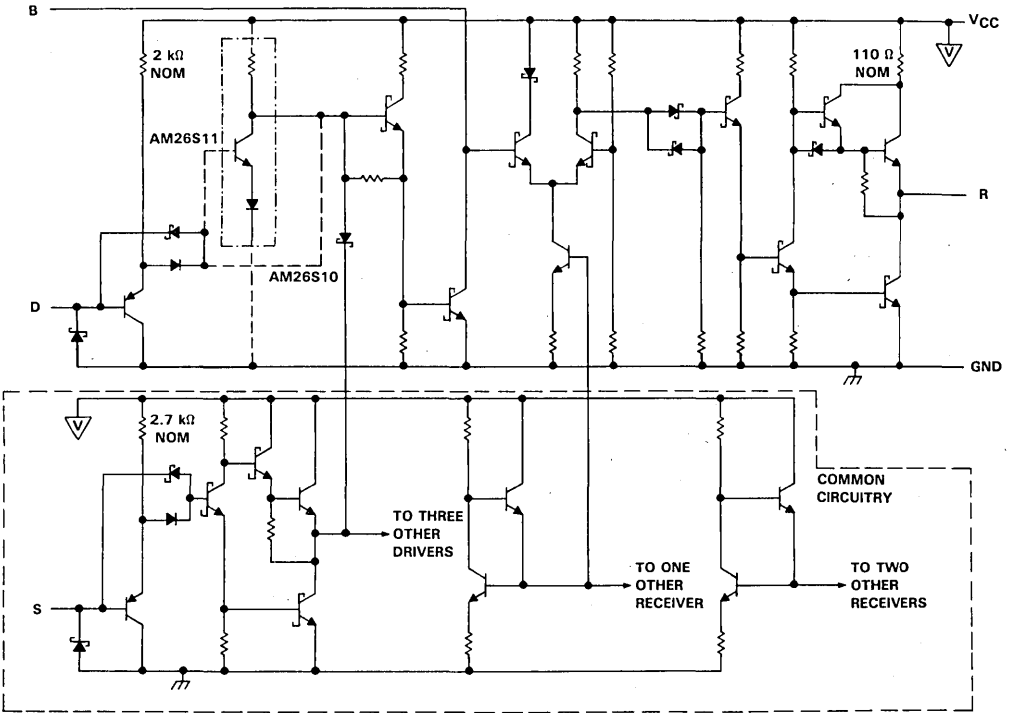 B
VCC
V
2 kΩ
NOM
110 Ω
NOM
AM26S11
R
AM26S10
D
GND
V
2.7 kΩ
NOM
COMMON
CIRCUITRY
TO THREE
OTHER
DRIVERS
TO ONE
OTHER
RECEIVER
TO TWO
OTHER
RECEIVERS
S